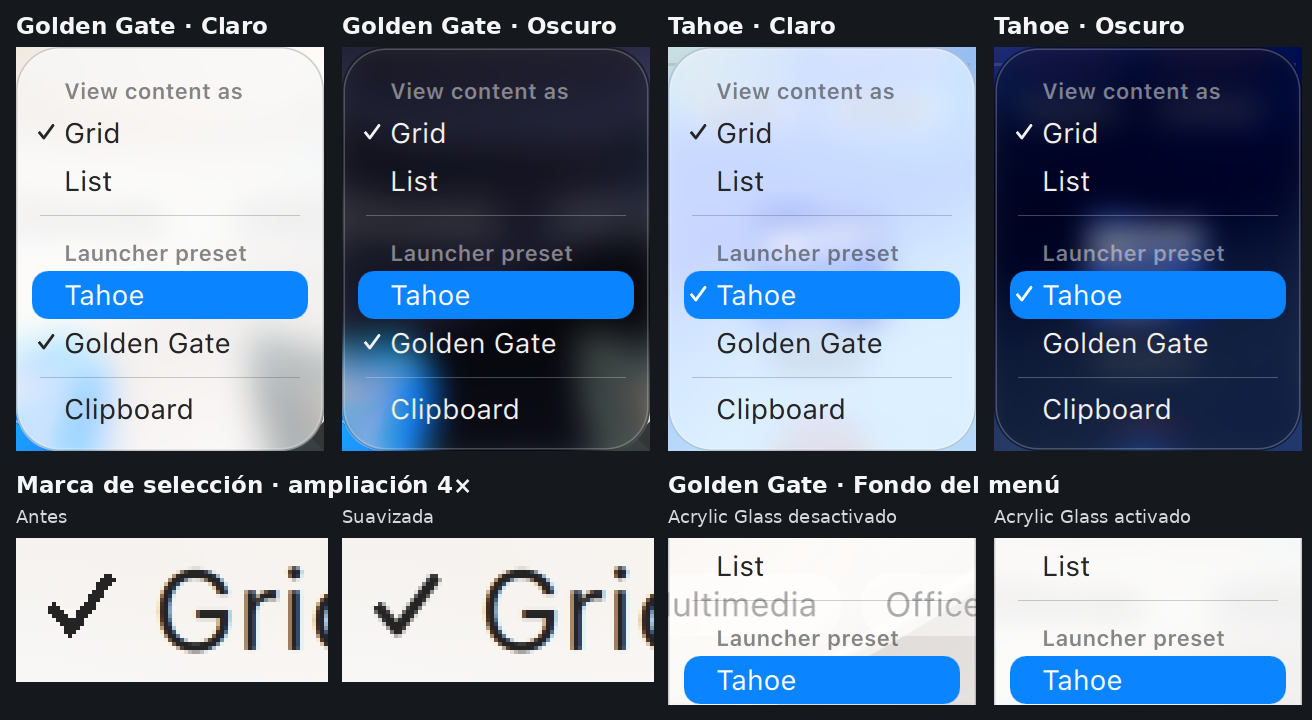 Golden Gate · Claro
View content as
✓ Grid
List
Launcher preset
Tahoe
✓ Golden Gate
Clipboard
Golden Gate · Oscuro
View content as
✓ Grid
List
Launcher preset
Tahoe
✓ Golden Gate
Clipboard
Tahoe · Claro
View content as
✓ Grid
List
Launcher preset
✓ Tahoe
Golden Gate
Clipboard
Tahoe · Oscuro
View content as
✓ Grid
List
Launcher preset
✓ Tahoe
Golden Gate
Clipboard
Marca de selección · ampliación 4×
Antes
✓ Gri
Suavizada
✓ Gri
Golden Gate · Fondo del menú
Acrylic Glass desactivado
List
ultimedia Office
Launcher preset
Tahoe
Acrylic Glass activado
List
Launcher preset
Tahoe